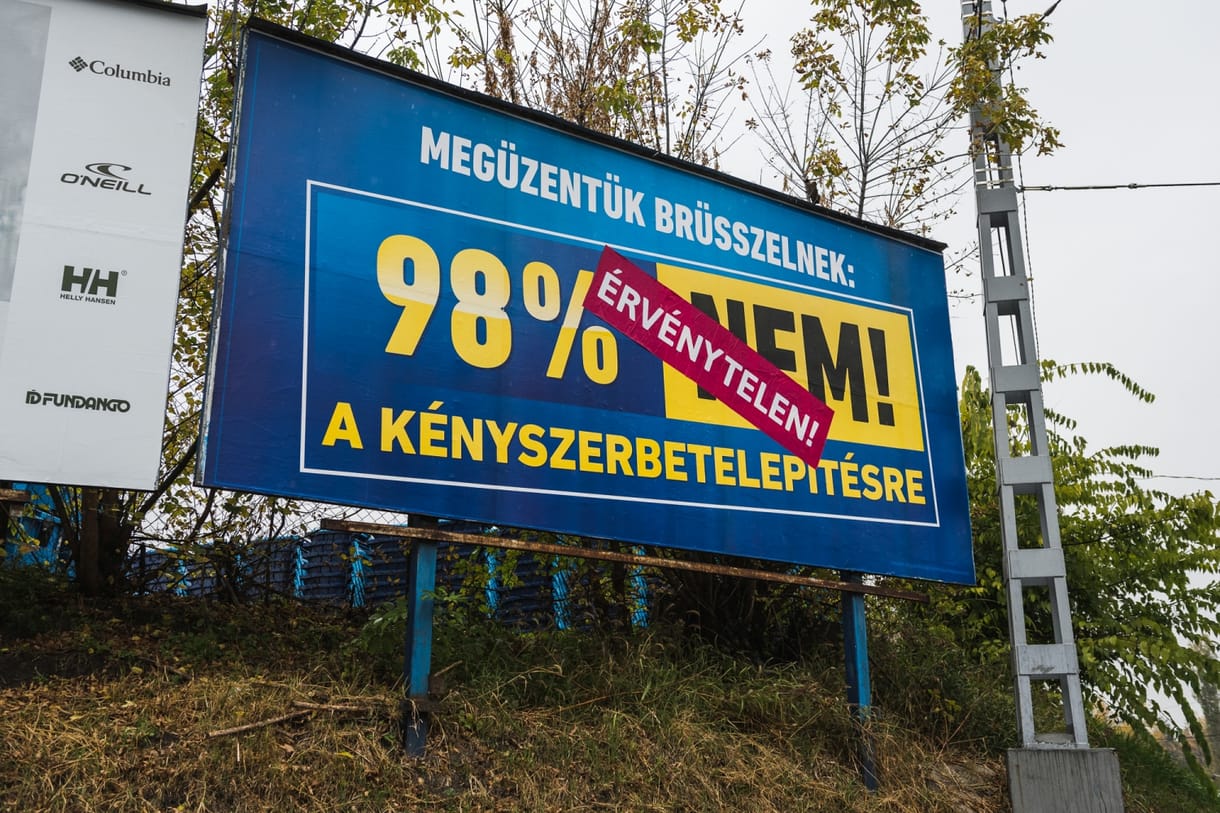 Columbia
O'NEILL
HH®
HELLY HANSEN
FUNDANGO
MEGÜZENTÜK BRÜSSZELNEK:
98% NEM!
ÉRVÉNYTELEN!
A KÉNYSZERBETELEPÍTÉSRE